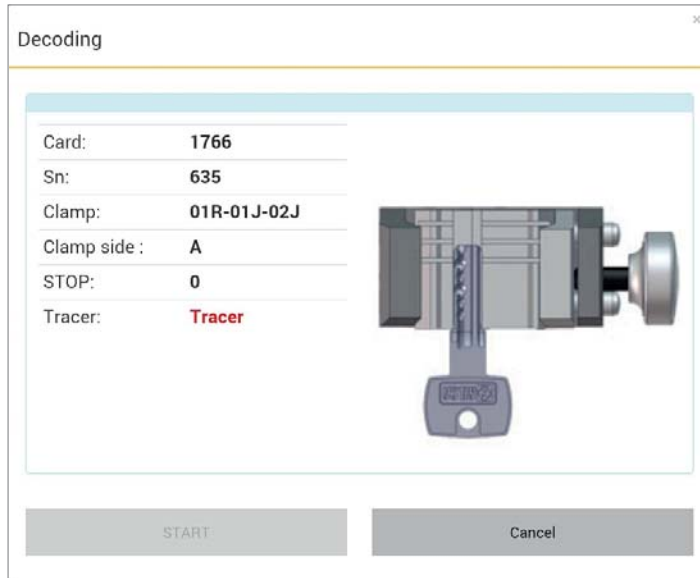 Decoding
Card: 1766
Sn: 635
Clamp: 01R-01J-02J
Clamp side : A
STOP: 0
Tracer: Tracer
START
Cancel